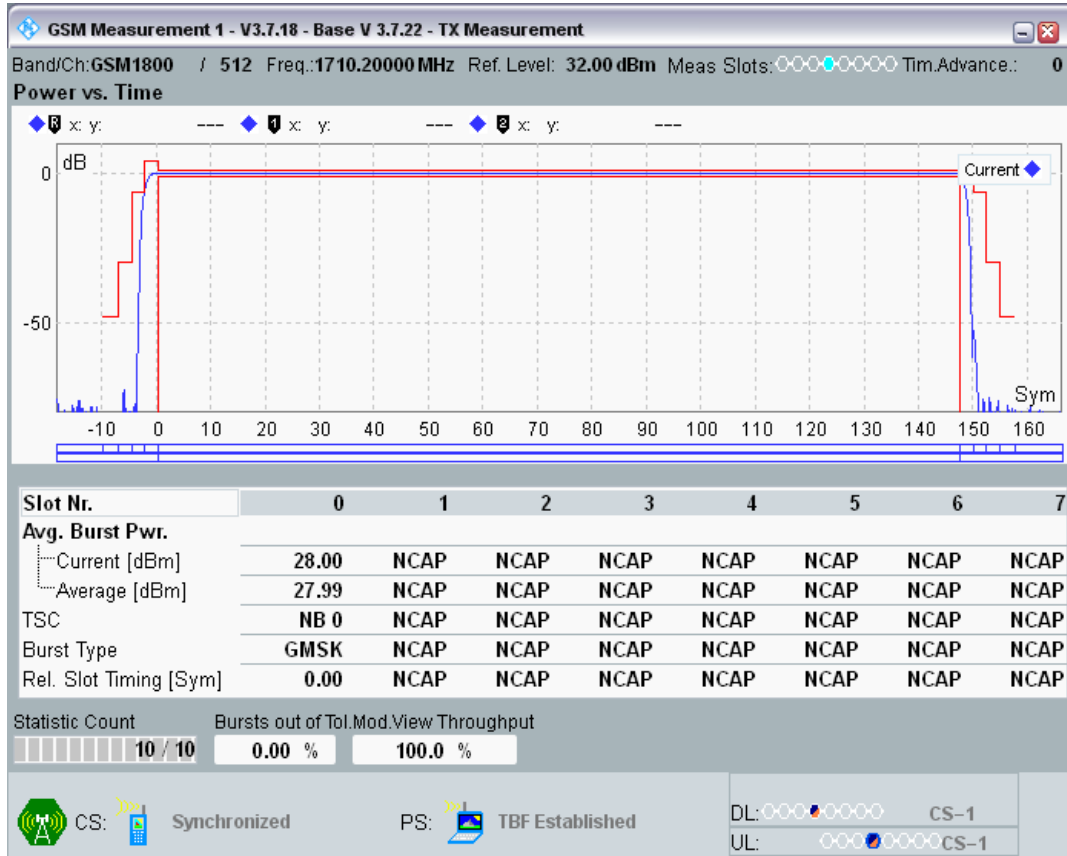 GSM Measurement 1 - V3.7.18 - Base V 3.7.22 - TX Measurement
Band/Ch:GSM1800 / 512 Freq.:1710.20000 MHz Ref. Level: 32.00 dBm Meas Slots: Tim.Advance.: 0
Power vs. Time
R x: y: --- 1 x: y: --- 2 x: y: ---
dB
Current
0
-50
Sym
-10 0 10 20 30 40 50 60 70 80 90 100 110 120 130 140 150 160
Slot Nr. 0 1 2 3 4 5 6 7
Avg. Burst Pwr.
Current [dBm] 28.00 NCAP NCAP NCAP NCAP NCAP NCAP NCAP
Average [dBm] 27.99 NCAP NCAP NCAP NCAP NCAP NCAP NCAP
TSC NB 0 NCAP NCAP NCAP NCAP NCAP NCAP NCAP
Burst Type GMSK NCAP NCAP NCAP NCAP NCAP NCAP NCAP
Rel. Slot Timing [Sym] 0.00 NCAP NCAP NCAP NCAP NCAP NCAP NCAP
Statistic Count Bursts out of Tol. Mod.View Throughput
10 / 10 0.00 % 100.0 %
CS: Synchronized PS: TBF Established DL: CS-1
UL: CS-1